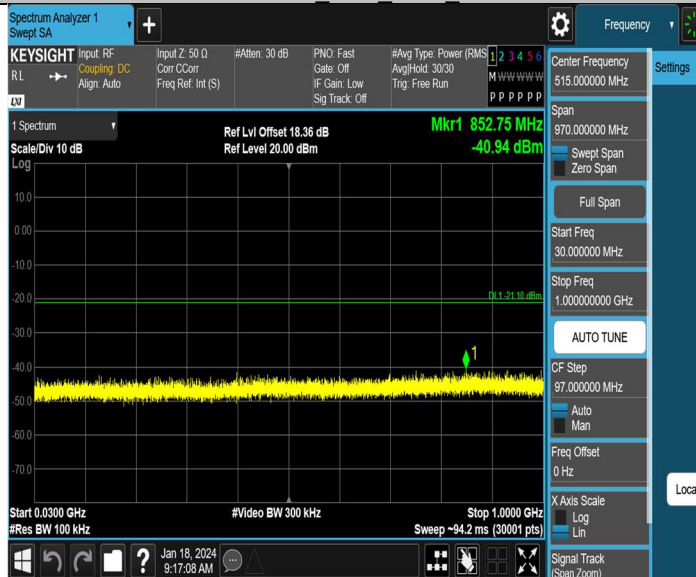 Spectrum Analyzer 1
Swept SA
+
Frequency
KEYSIGHT
RL
LXI
Input: RF
Coupling: DC
Align: Auto
Input Z: 50 Ω
Corr CCorr
Freq Ref: Int (S)
#Atten: 30 dB
PNO: Fast
Gate: Off
IF Gain: Low
Sig Track: Off
#Avg Type: Power (RMS
Avg|Hold: 30/30
Trig: Free Run
1 2 3 4 5 6
M W W W W W
P P P P P P
1 Spectrum
Scale/Div 10 dB
Log
Ref Lvl Offset 18.36 dB
Ref Level 20.00 dBm
Mkr1 852.75 MHz
-40.94 dBm
10.0
0.00
-10.0
-20.0
-30.0
-40.0
-50.0
-60.0
-70.0
DL1 -21.10 dBm
1
Start 0.0300 GHz
#Res BW 100 kHz
#Video BW 300 kHz
Stop 1.0000 GHz
Sweep ~94.2 ms (30001 pts)
?
Jan 18, 2024
9:17:08 AM
Center Frequency
515.000000 MHz
Span
970.000000 MHz
Swept Span
Zero Span
Full Span
Start Freq
30.000000 MHz
Stop Freq
1.000000000 GHz
AUTO TUNE
CF Step
97.000000 MHz
Auto
Man
Freq Offset
0 Hz
X Axis Scale
Log
Lin
Signal Track
(Span Zoom)
Settings
Loca